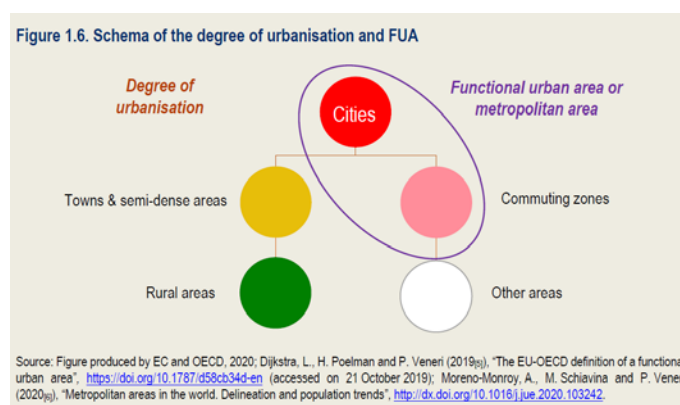 Figure 1.6. Schema of the degree of urbanisation and FUA
Degree of
urbanisation
Functional urban area or
metropolitan area
Cities
Towns & semi-dense areas
Commuting zones
Rural areas
Other areas
Source: Figure produced by EC and OECD, 2020; Dijkstra, L., H. Poelman and P. Veneri (2019[5]), “The EU-OECD definition of a functiona
urban area”, https://doi.org/10.1787/d58cb34d-en (accessed on 21 October 2019); Moreno-Monroy, A., M. Schiavina and P. Vener
(2020[6]), “Metropolitan areas in the world. Delineation and population trends”, http://dx.doi.org/10.1016/j.jue.2020.103242.